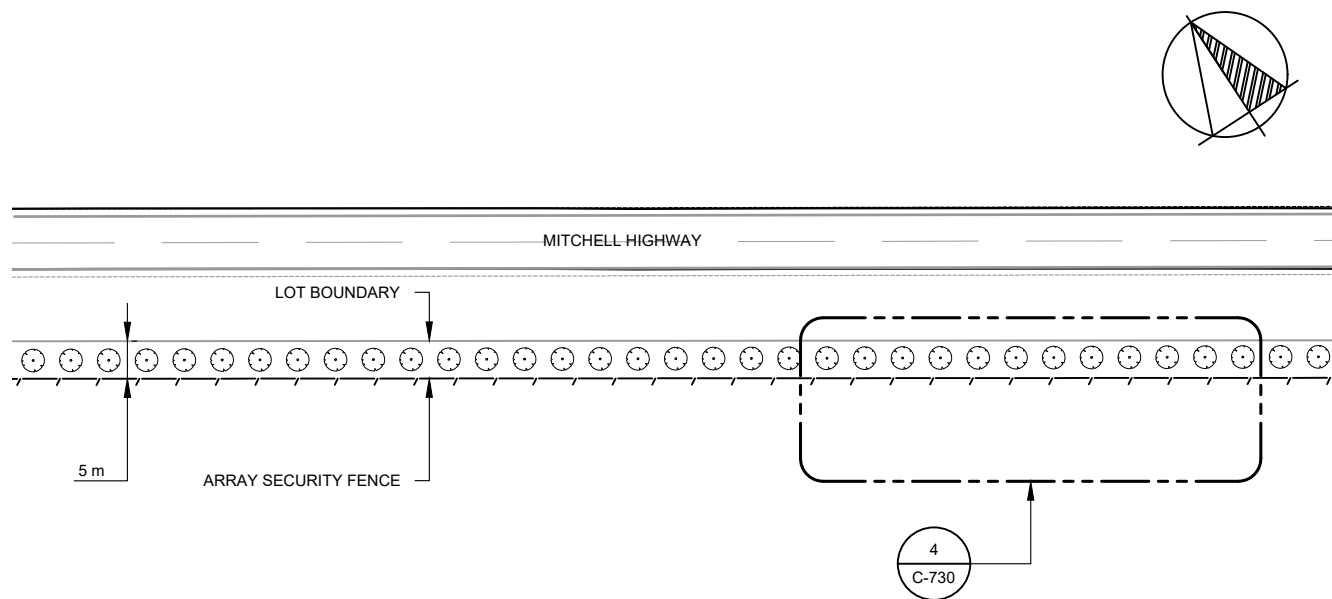 MITCHELL HIGHWAY
LOT BOUNDARY
5 m
ARRAY SECURITY FENCE
4
C-730